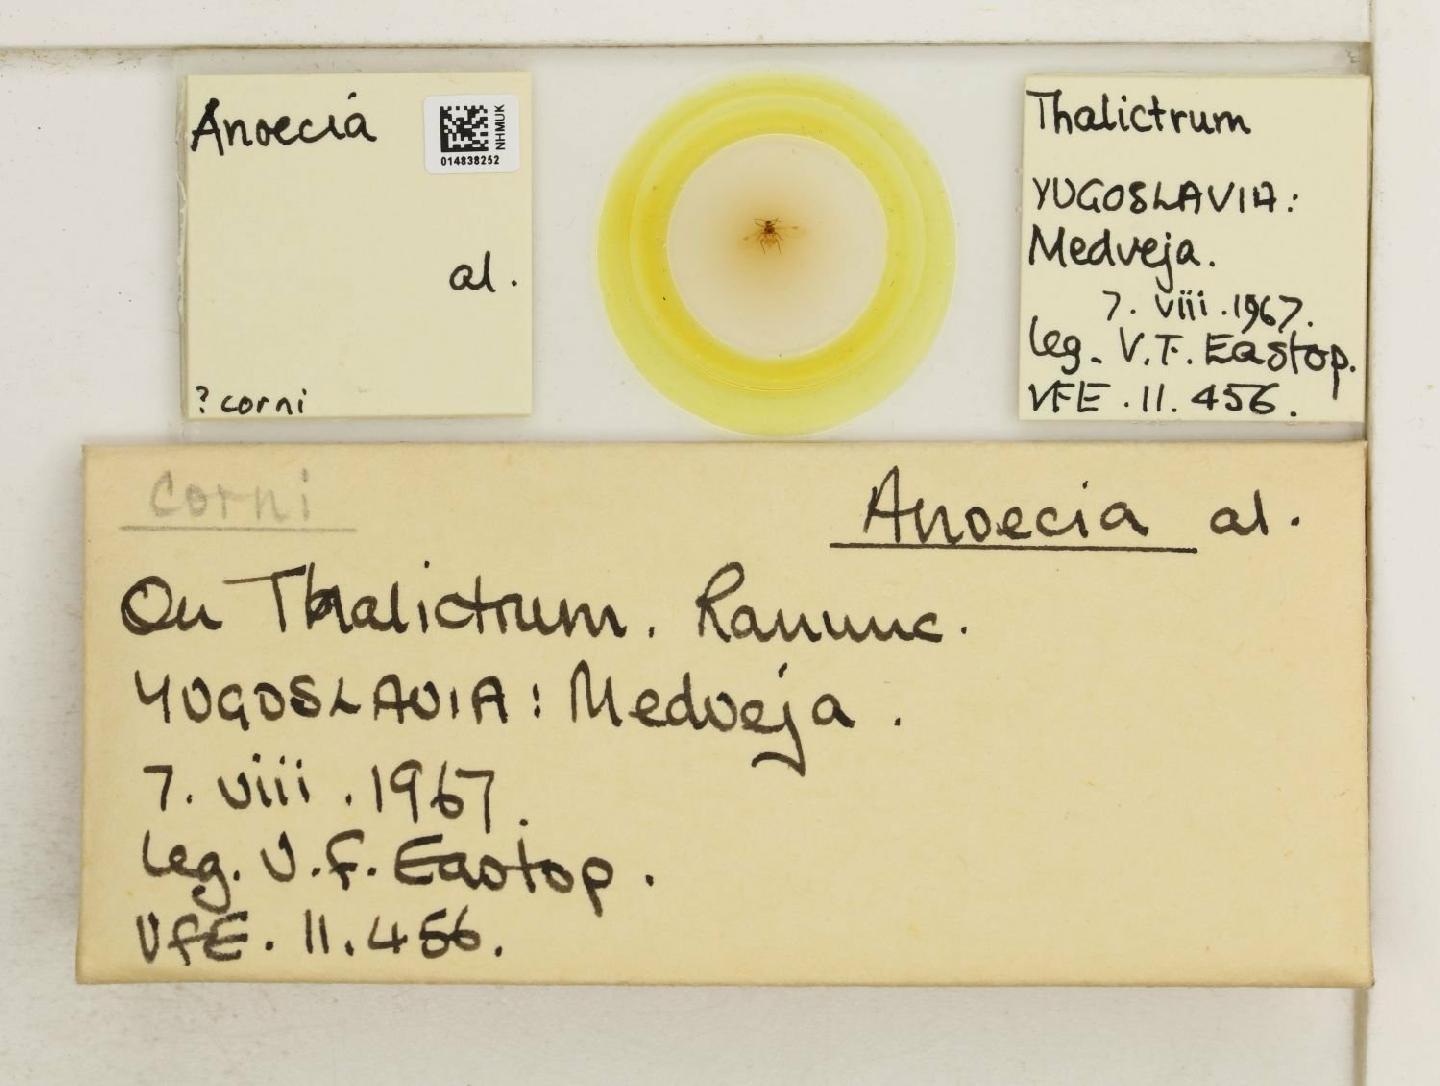 Anoecia
NHMUK
014838252
al.
? corni
Thalictrum
YUGOSLAVIA:
Medveja.
7. viii. 1967.
leg. V.F. Eastop.
VFE. 11. 456.
corni
Anoecia al.
On Thalictrum. Ranunc.
YUGOSLAVIA: Medveja.
7. viii. 1967.
leg. V.F. Eastop.
VFE. 11. 456.